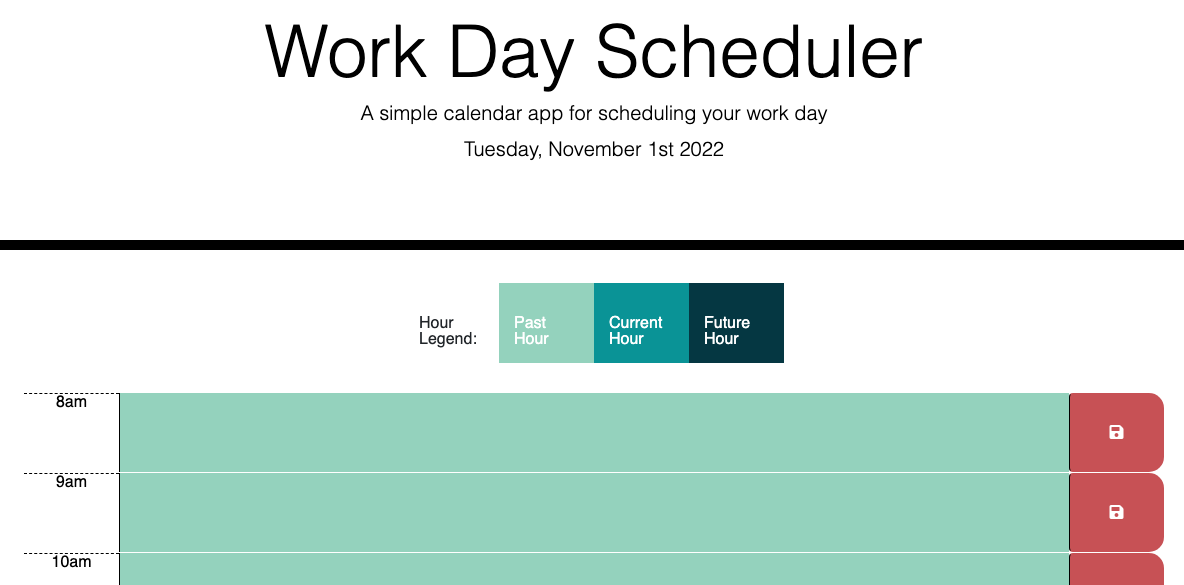 Work Day Scheduler
A simple calendar app for scheduling your work day
Tuesday, November 1st 2022
Hour
Legend:
Past
Hour
Current
Hour
Future
Hour
8am
9am
10am